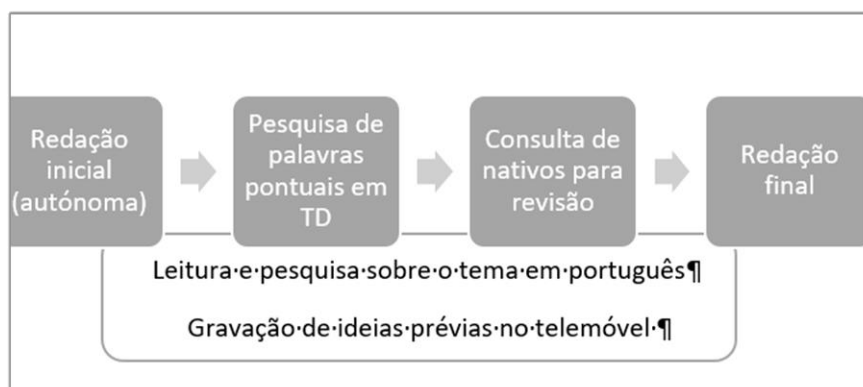 Redação
inicial
(autónoma)
Pesquisa de
palavras
pontuais em
TD
Consulta de
nativos para
revisão
Redação
final
Leitura·e·pesquisa·sobre·o·tema·em·português¶
Gravação·de·ideias·prévias·no·telemóvel·¶